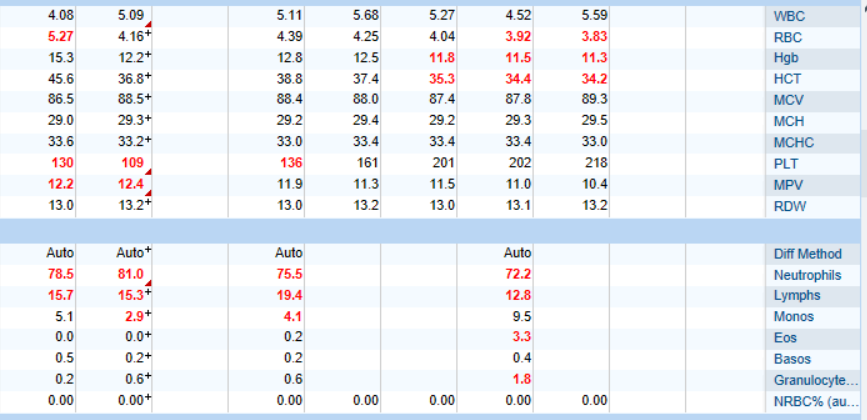 4.08 5.09 5.11 5.68 5.27 4.52 5.59 WBC
5.27 4.16+ 4.39 4.25 4.04 3.92 3.83 RBC
15.3 12.2+ 12.8 12.5 11.8 11.5 11.3 Hgb
45.6 36.8+ 38.8 37.4 35.3 34.4 34.2 HCT
86.5 88.5+ 88.4 88.0 87.4 87.8 89.3 MCV
29.0 29.3+ 29.2 29.4 29.2 29.3 29.5 MCH
33.6 33.2+ 33.0 33.4 33.4 33.4 33.0 MCHC
130 109 136 161 201 202 218 PLT
12.2 12.4 11.9 11.3 11.5 11.0 10.4 MPV
13.0 13.2+ 13.0 13.2 13.0 13.1 13.2 RDW
Auto Auto+ Auto Auto Diff Method
78.5 81.0 75.5 72.2 Neutrophils
15.7 15.3+ 19.4 12.8 Lymphs
5.1 2.9+ 4.1 9.5 Monos
0.0 0.0+ 0.2 3.3 Eos
0.5 0.2+ 0.2 0.4 Basos
0.2 0.6+ 0.6 1.8 Granulocyte...
0.00 0.00+ 0.00 0.00 0.00 0.00 0.00 NRBC% (au...